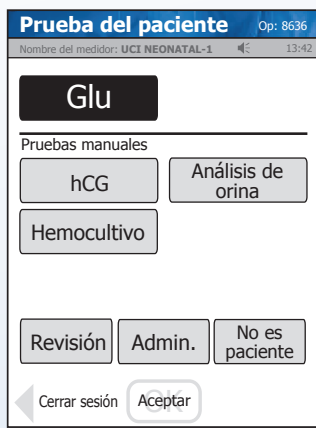 Prueba del paciente Op: 8636
Nombre del medidor: UCI NEONATAL-1 13:42
Glu
Pruebas manuales
hCG
Análisis de
orina
Hemocultivo
Revisión
Admin.
No es
paciente
Cerrar sesión
Aceptar
OK